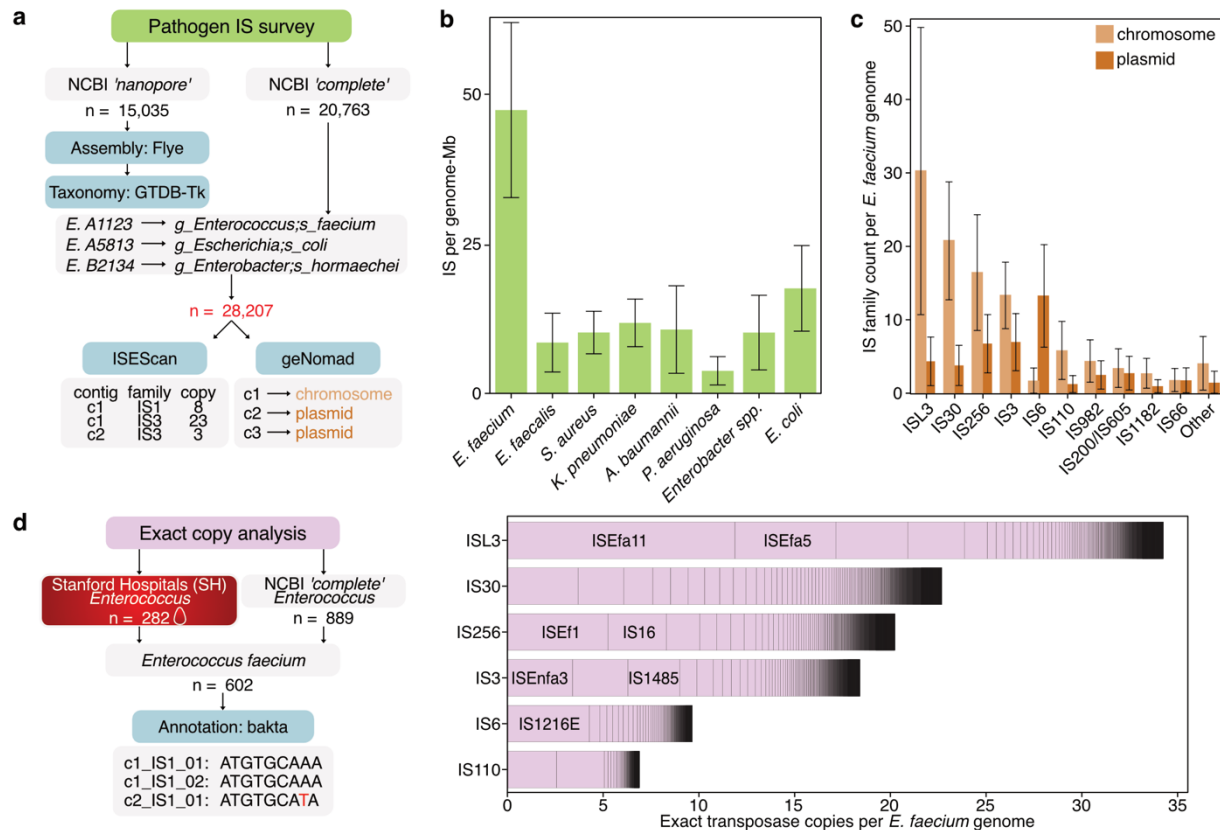 a
Pathogen IS survey
NCBI 'nanopore'
NCBI 'complete'
n = 15,035
n = 20,763
Assembly: Flye
Taxonomy: GTDB-Tk
E. A1123 g_Enterococcus;s_faecium
E. A5813 g_Escherichia;s_coli
E. B2134 g_Enterobacter;s_hormaechei
n = 28,207
ISEScan
geNomad
contig family copy
c1 IS1 8
c1 IS3 23
c2 IS3 3
c1 chromosome
c2 plasmid
c3 plasmid
b
IS per genome-Mb
50
25
0
E. faecium
E. faecalis
S. aureus
K. pneumoniae
A. baumannii
P. aeruginosa
Enterobacter spp.
E. coli
c
chromosome
plasmid
IS family count per E. faecium genome
50
40
30
20
10
0
ISL3
IS30
IS256
IS3
IS6
IS110
IS982
IS200/IS605
IS1182
IS66
Other
d
Exact copy analysis
Stanford Hospitals (SH)
Enterococcus
n = 282
NCBI 'complete'
Enterococcus
n = 889
Enterococcus faecium
n = 602
Annotation: bakta
c1_IS1_01: ATGTGCAAA
c1_IS1_02: ATGTGCAAA
c2_IS1_01: ATGTGCATA
ISL3
ISEfa11
ISEfa5
IS30
IS256
ISEf1
IS16
IS3
ISEnfa3
IS1485
IS6
IS1216E
IS110
0 5 10 15 20 25 30 35
Exact transposase copies per E. faecium genome